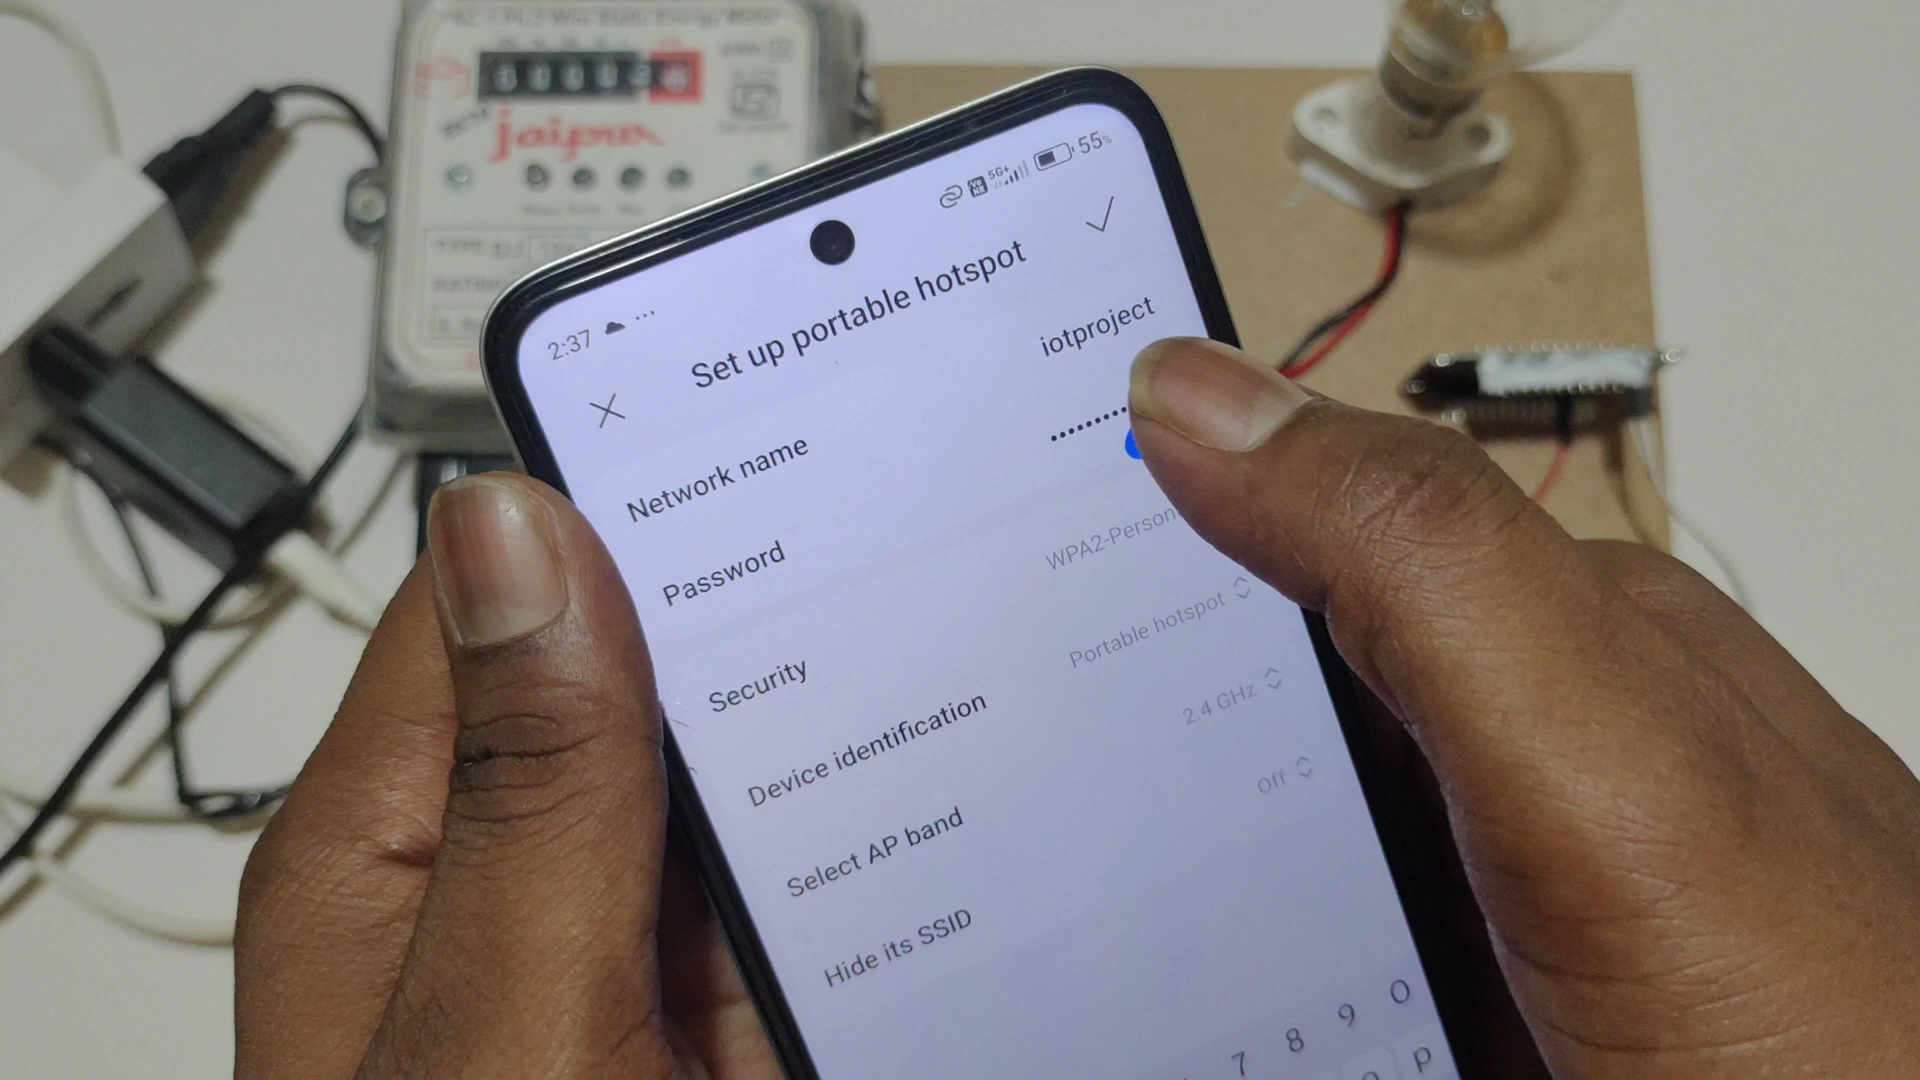 jaipur
2:37 ...
5G+ 55%
Set up portable hotspot
Network name iotproject
Password ••••••••••
Security WPA2-Person
Device identification Portable hotspot
Select AP band 2.4 GHz
Hide its SSID Off
7 8 9 0
p